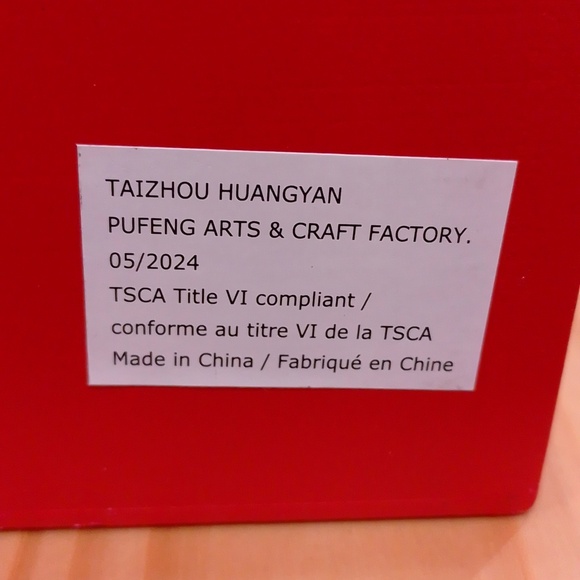 TAIZHOU HUANGYAN
PUFENG ARTS & CRAFT FACTORY.
05/2024
TSCA Title VI compliant /
conforme au titre VI de la TSCA
Made in China / Fabriqué en Chine